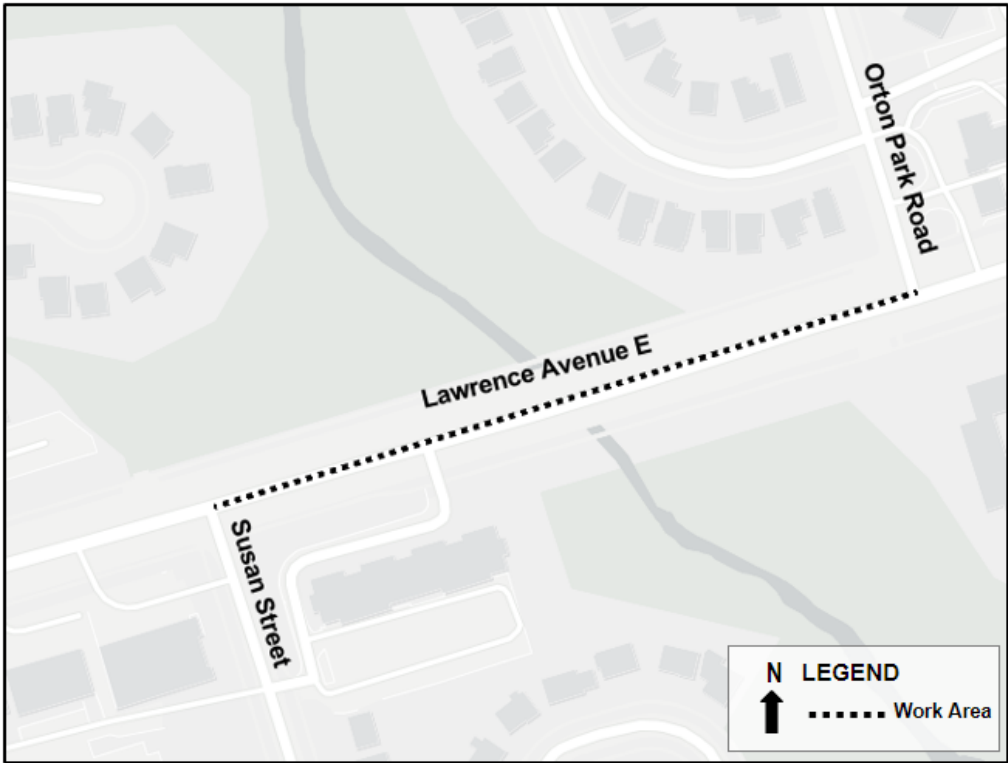 Orton Park Road
Lawrence Avenue E
Susan Street
N LEGEND
Work Area